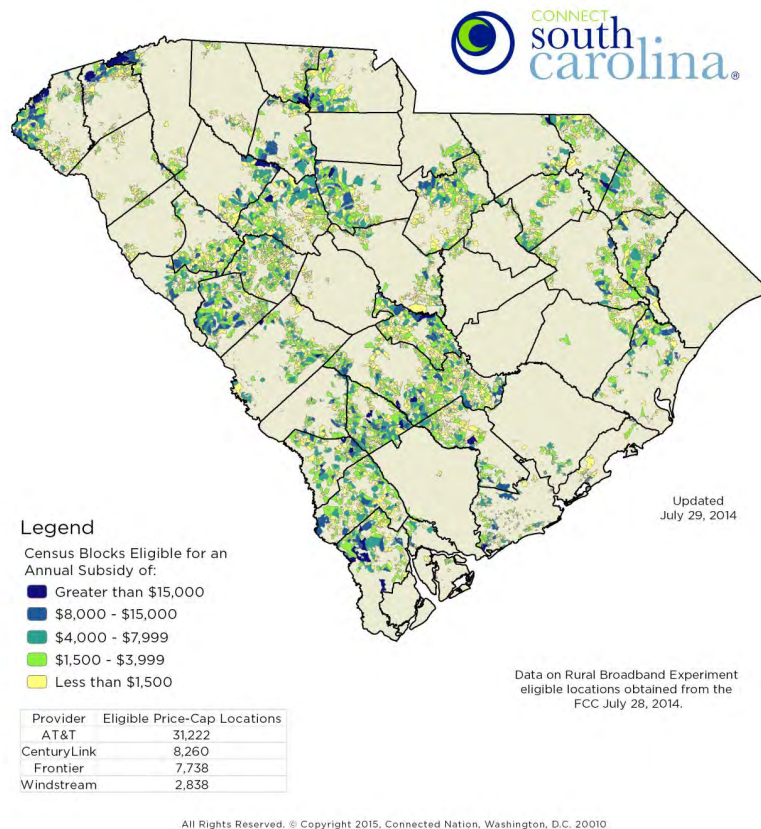 CONNECT
south
carolina®
Updated
July 29, 2014
Legend
Census Blocks Eligible for an
Annual Subsidy of:
Greater than $15,000
$8,000 - $15,000
$4,000 - $7,999
$1,500 - $3,999
Less than $1,500
Data on Rural Broadband Experiment
eligible locations obtained from the
FCC July 28, 2014.
Provider Eligible Price-Cap Locations
AT&T 31,222
CenturyLink 8,260
Frontier 7,738
Windstream 2,838
All Rights Reserved. © Copyright 2015, Connected Nation, Washington, D.C. 20010